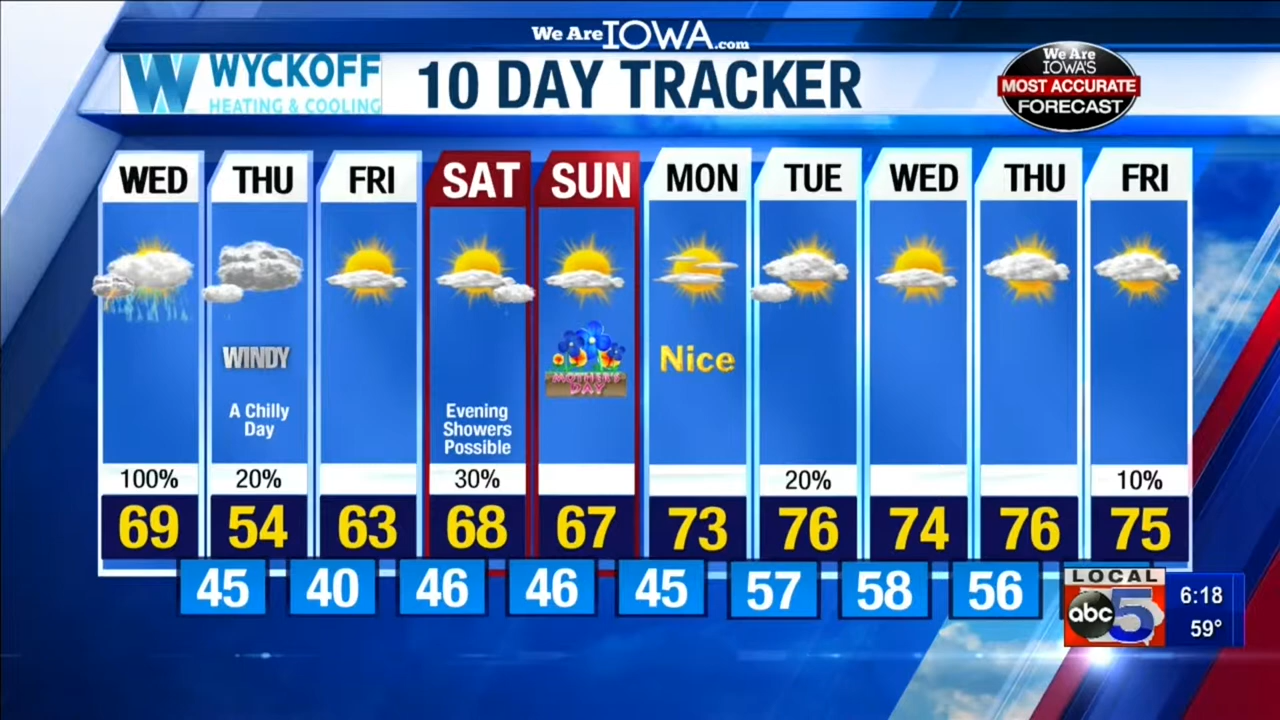 We Are IOWA.com
WYCKOFF
HEATING & COOLING
10 DAY TRACKER
We Are
IOWA'S
MOST ACCURATE
FORECAST
WED THU FRI SAT SUN MON TUE WED THU FRI
WINDY
MOTHER'S
DAY
Nice
A Chilly
Day
Evening
Showers
Possible
100% 20% 30% 20% 10%
69 54 63 68 67 73 76 74 76 75
45 40 46 46 45 57 58 56
LOCAL
abc 5
6:18
59°